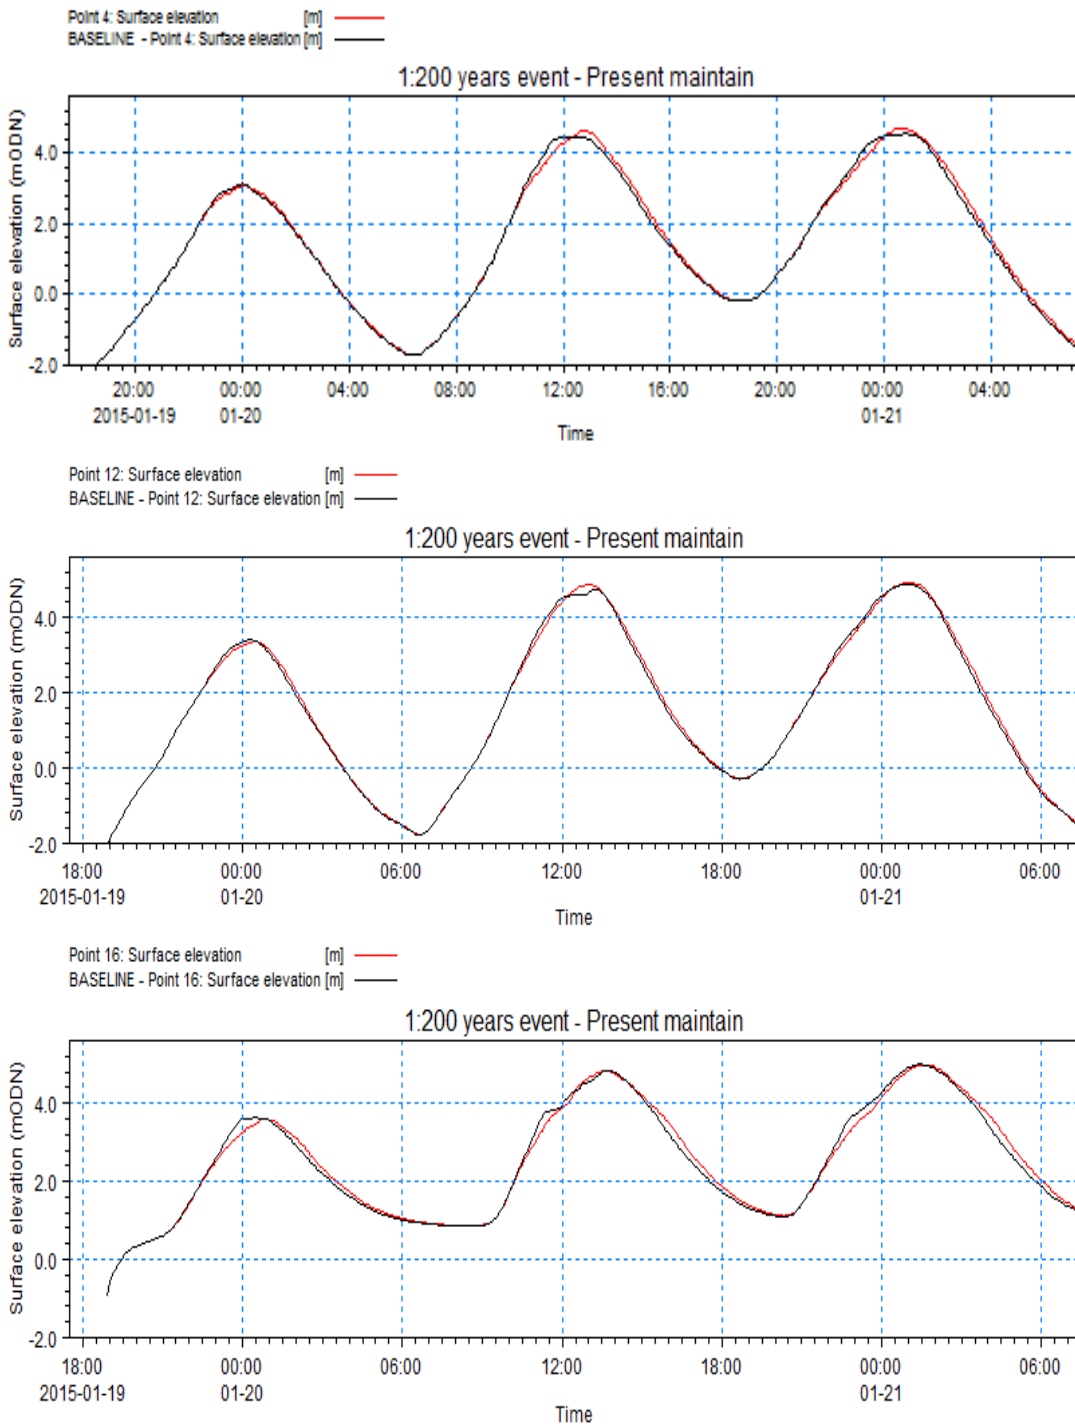 Point 4: Surface elevation [m]
BASELINE - Point 4: Surface elevation [m]
1:200 years event - Present maintain
Surface elevation (mODN)
4.0
2.0
0.0
-2.0
20:00 00:00 04:00 08:00 12:00 16:00 20:00 00:00 04:00
2015-01-19 01-20 01-21
Time
Point 12: Surface elevation [m]
BASELINE - Point 12: Surface elevation [m]
1:200 years event - Present maintain
Surface elevation (mODN)
4.0
2.0
0.0
-2.0
18:00 00:00 06:00 12:00 18:00 00:00 06:00
2015-01-19 01-20 01-21
Time
Point 16: Surface elevation [m]
BASELINE - Point 16: Surface elevation [m]
1:200 years event - Present maintain
Surface elevation (mODN)
4.0
2.0
0.0
-2.0
18:00 00:00 06:00 12:00 18:00 00:00 06:00
2015-01-19 01-20 01-21
Time